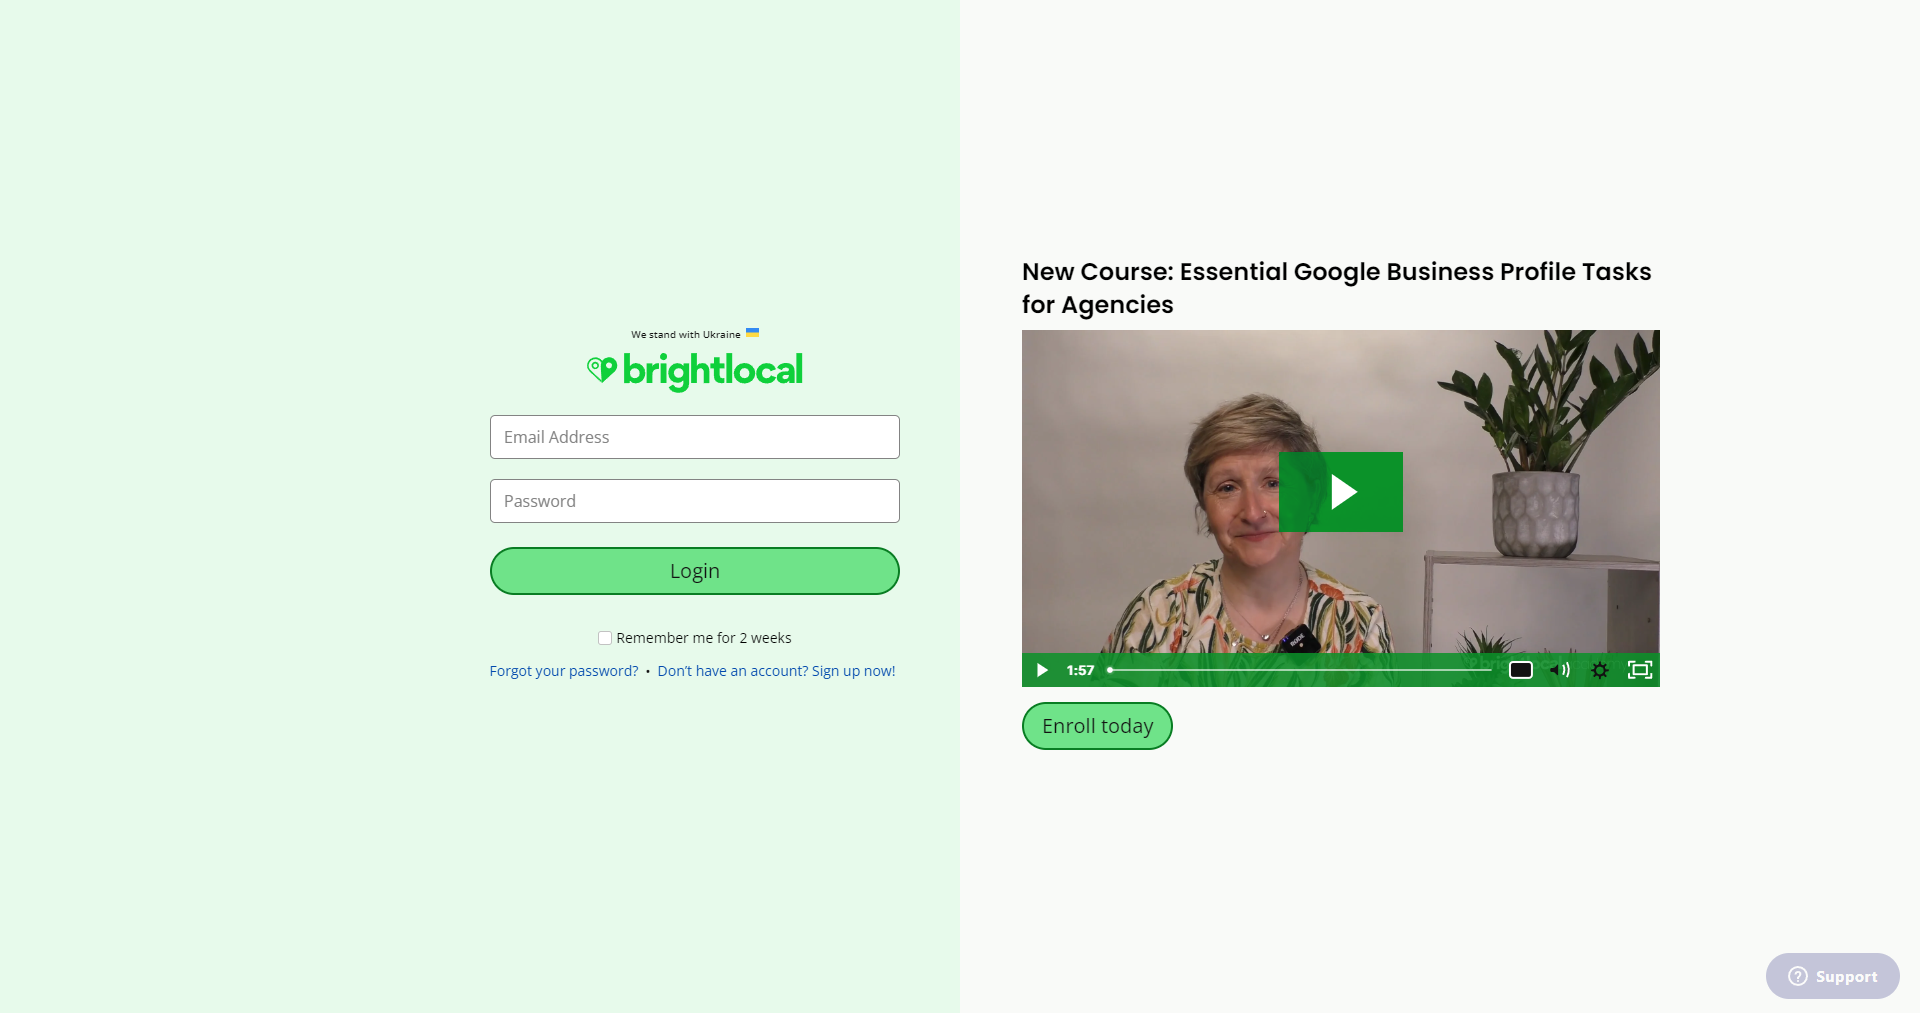 We stand with Ukraine
brightlocal
Email Address
Password
Login
Remember me for 2 weeks
Forgot your password? • Don't have an account? Sign up now!
New Course: Essential Google Business Profile Tasks
for Agencies
RODE
1:57
Enroll today
Support